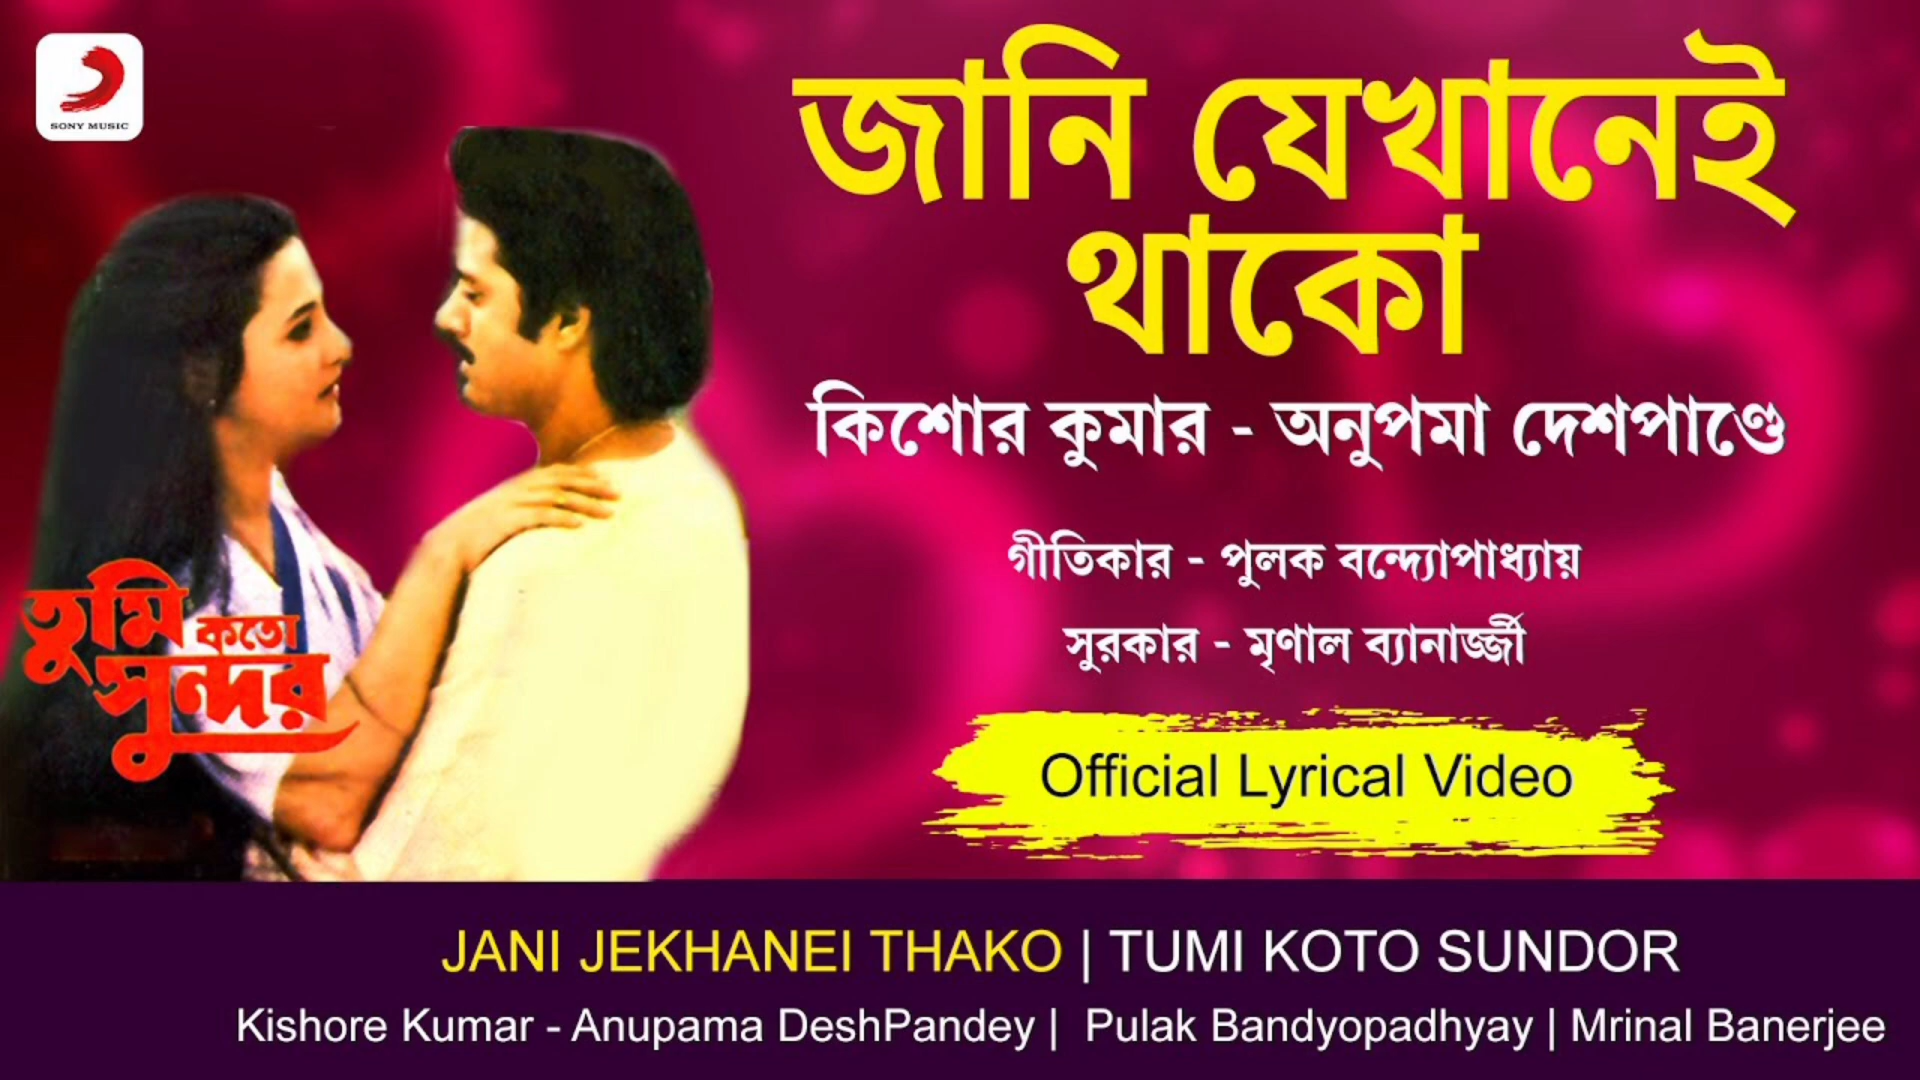 SONY MUSIC
জানি যেখানেই
থাকো
কিশোর কুমার - অনুপমা দেশপাণ্ডে
গীতিকার - পুলক বন্দ্যোপাধ্যায়
সুরকার - মৃণাল ব্যানার্জ্জী
তুমি কতো
সুন্দর
Official Lyrical Video
JANI JEKHANEI THAKO | TUMI KOTO SUNDOR
Kishore Kumar - Anupama DeshPandey | Pulak Bandyopadhyay | Mrinal Banerjee